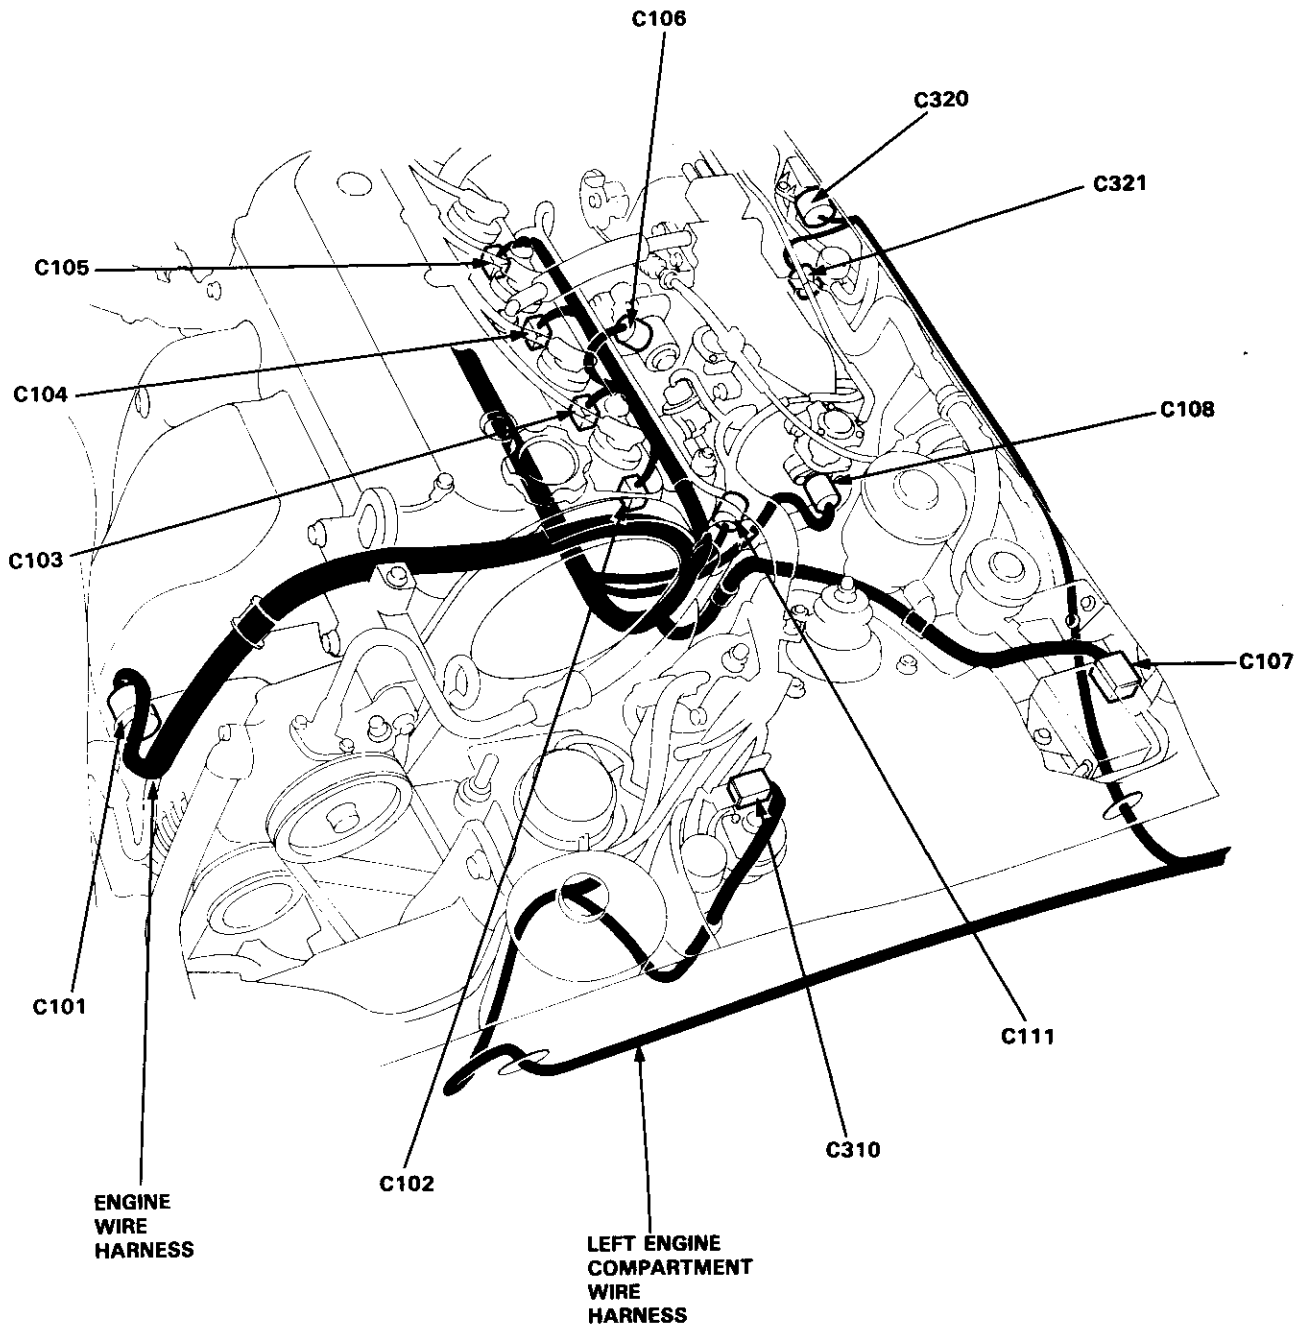 C106
C320
C321
C105
C104
C108
C103
C107
C101
C111
C310
C102
ENGINE
WIRE
HARNESS
LEFT ENGINE
COMPARTMENT
WIRE
HARNESS